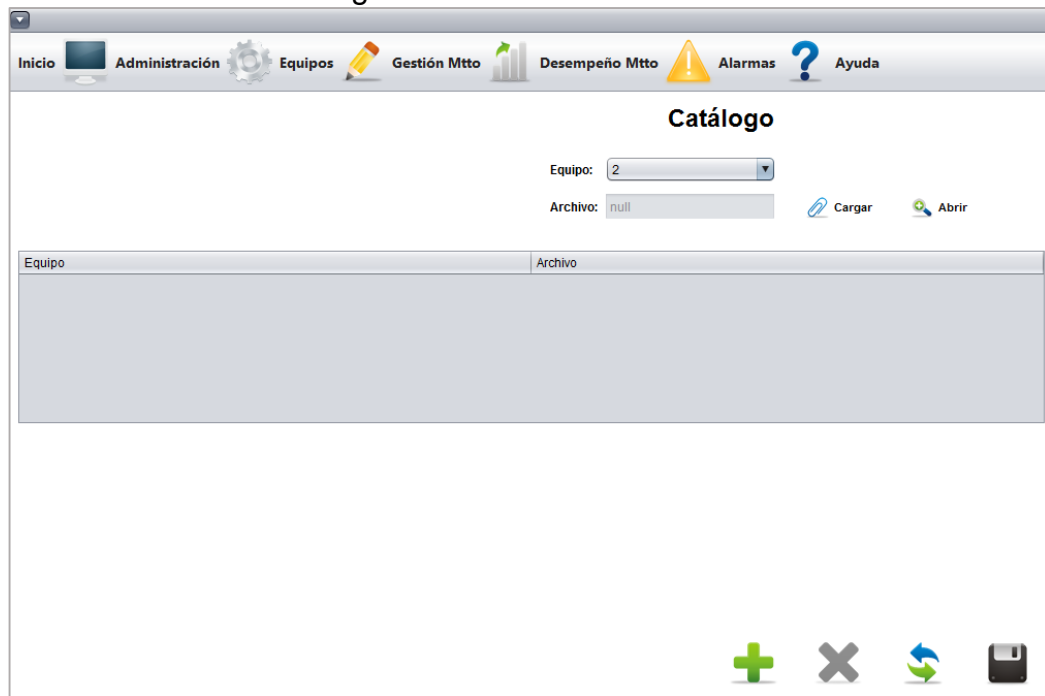 Inicio Administración Equipos Gestión Mtto Desempeño Mtto Alarmas Ayuda
Catálogo
Equipo: 2
Archivo: null Cargar Abrir
Equipo Archivo